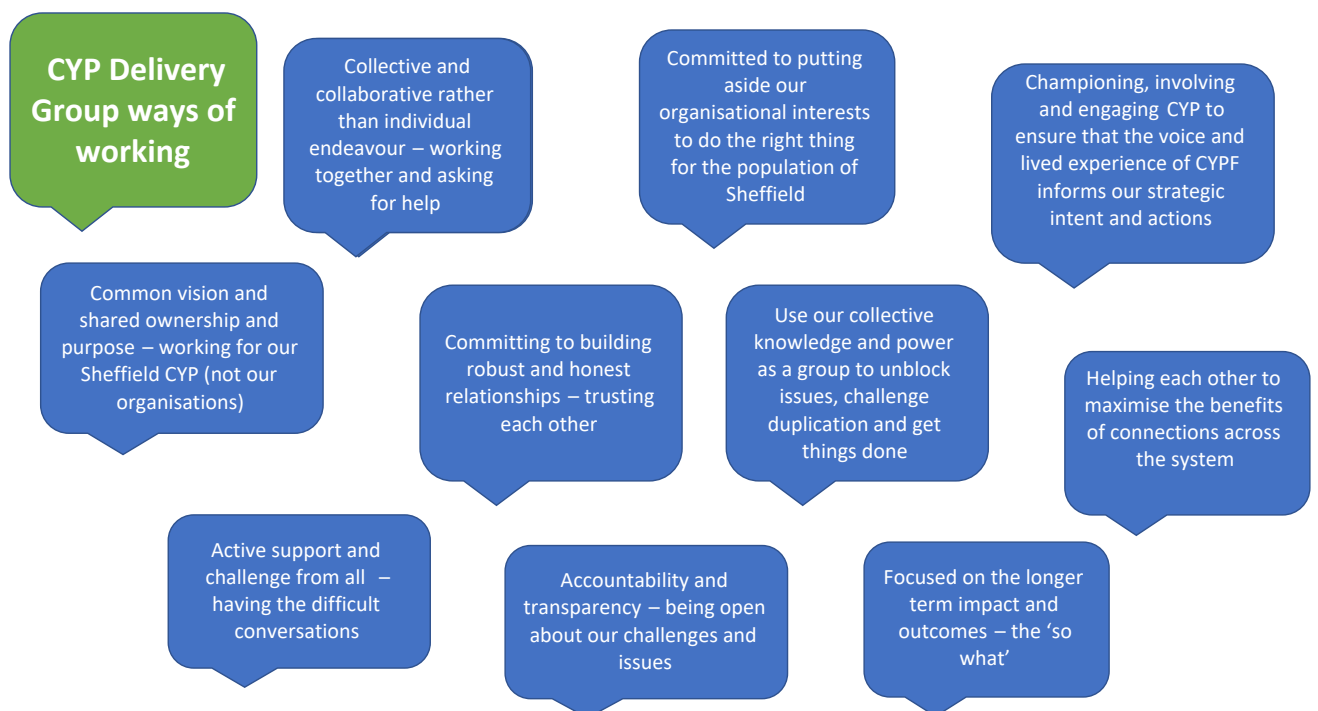 CYP Delivery
Group ways of
working
Collective and
collaborative rather
than individual
endeavour – working
together and asking
for help
Committed to putting
aside our
organisational interests
to do the right thing
for the population of
Sheffield
Championing, involving
and engaging CYP to
ensure that the voice and
lived experience of CYPF
informs our strategic
intent and actions
Common vision and
shared ownership and
purpose – working for our
Sheffield CYP (not our
organisations)
Committing to building
robust and honest
relationships – trusting
each other
Use our collective
knowledge and power
as a group to unblock
issues, challenge
duplication and get
things done
Helping each other to
maximise the benefits
of connections across
the system
Active support and
challenge from all –
having the difficult
conversations
Accountability and
transparency – being open
about our challenges and
issues
Focused on the longer
term impact and
outcomes – the ‘so
what’